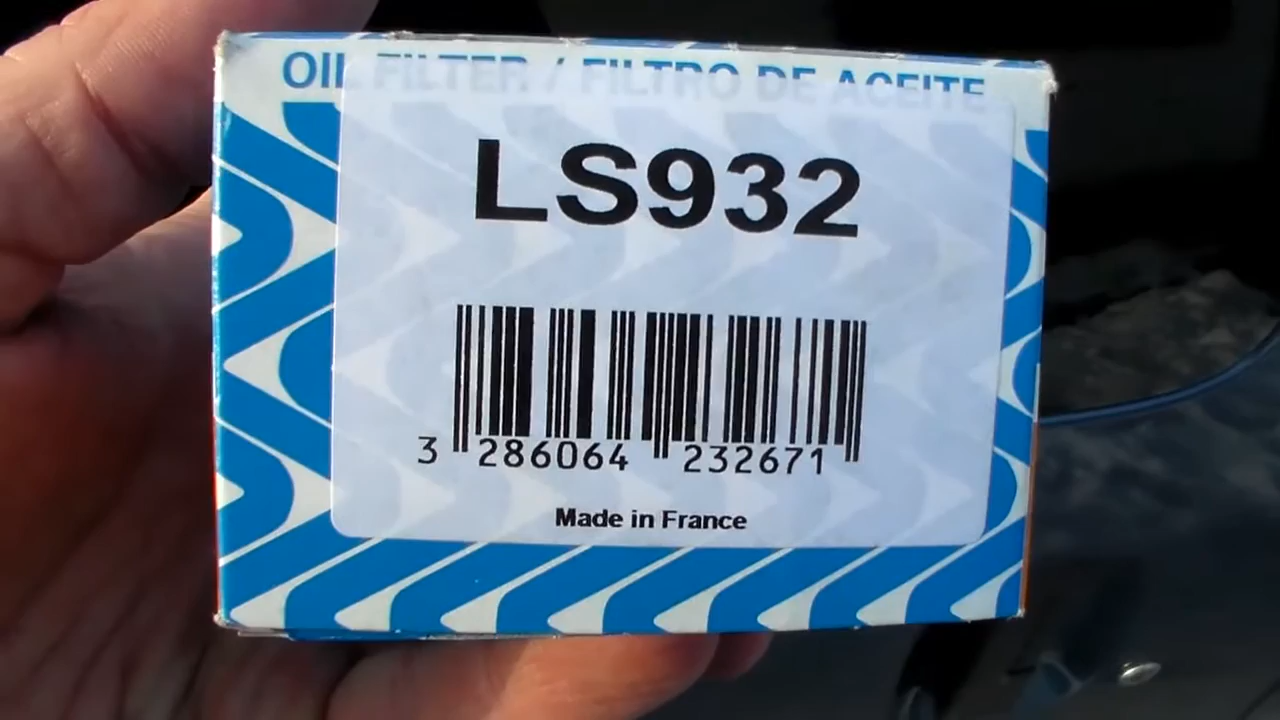 OIL FILTER / FILTRO DE ACEITE
LS932
3 286064 232671
Made in France